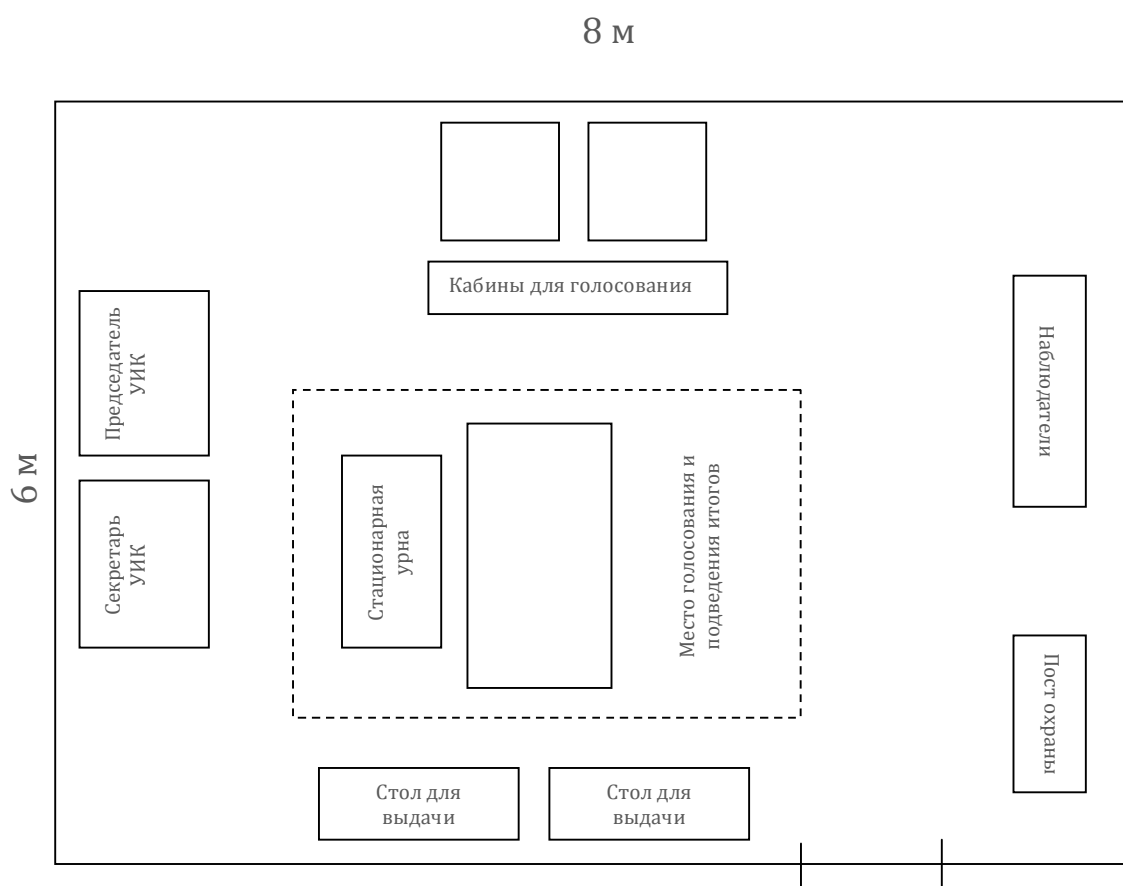 8 м
Кабины для голосования
Председатель
УИК
Наблюдатели
6 м
Секретарь
УИК
Стационарная
урна
Место голосования и
подведения итогов
Пост охраны
Стол для
выдачи
Стол для
выдачи